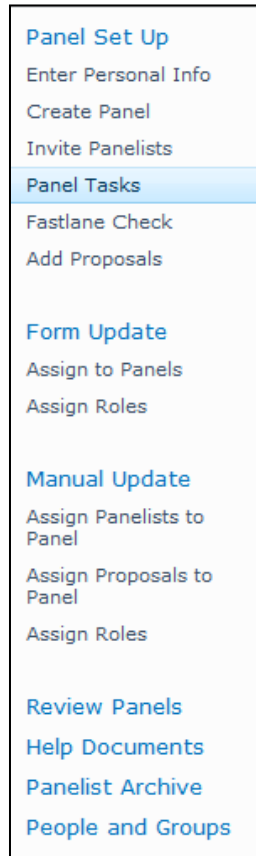 Panel Set Up
Enter Personal Info
Create Panel
Invite Panelists
Panel Tasks
Fastlane Check
Add Proposals
Form Update
Assign to Panels
Assign Roles
Manual Update
Assign Panelists to
Panel
Assign Proposals to
Panel
Assign Roles
Review Panels
Help Documents
Panelist Archive
People and Groups